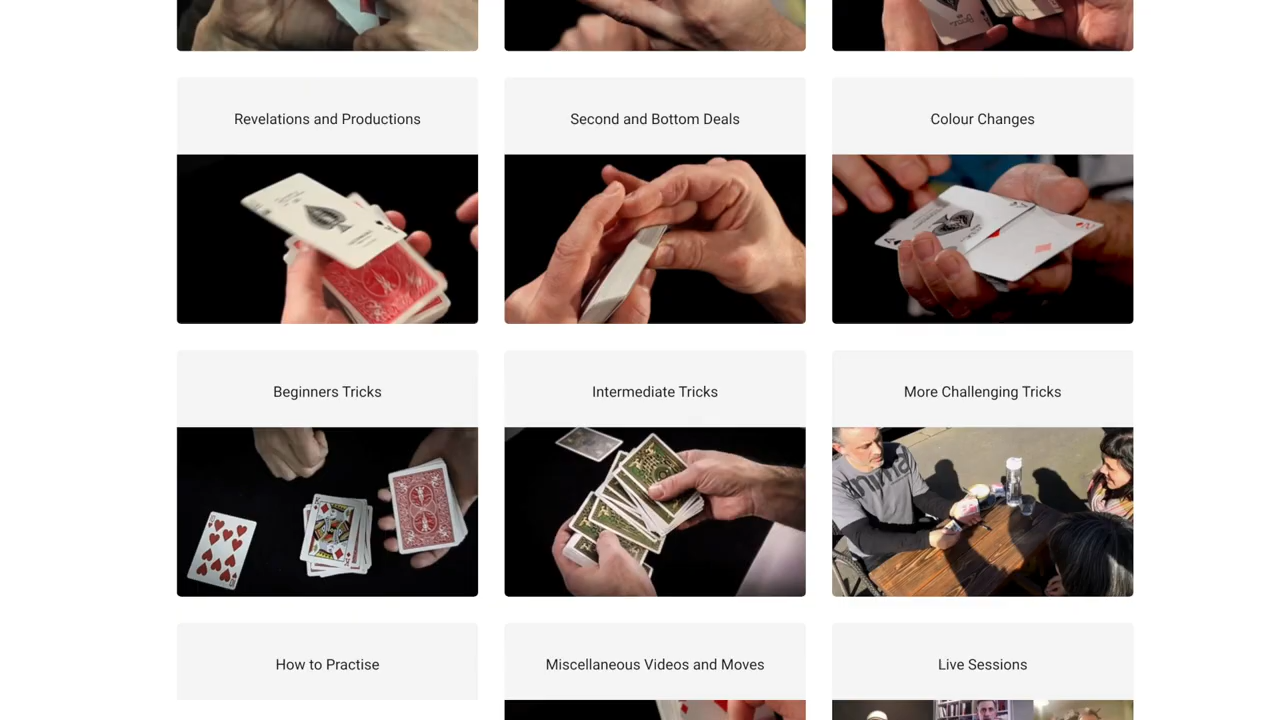 Revelations and Productions
Second and Bottom Deals
Colour Changes
Beginners Tricks
Intermediate Tricks
More Challenging Tricks
animal
How to Practise
Miscellaneous Videos and Moves
Live Sessions